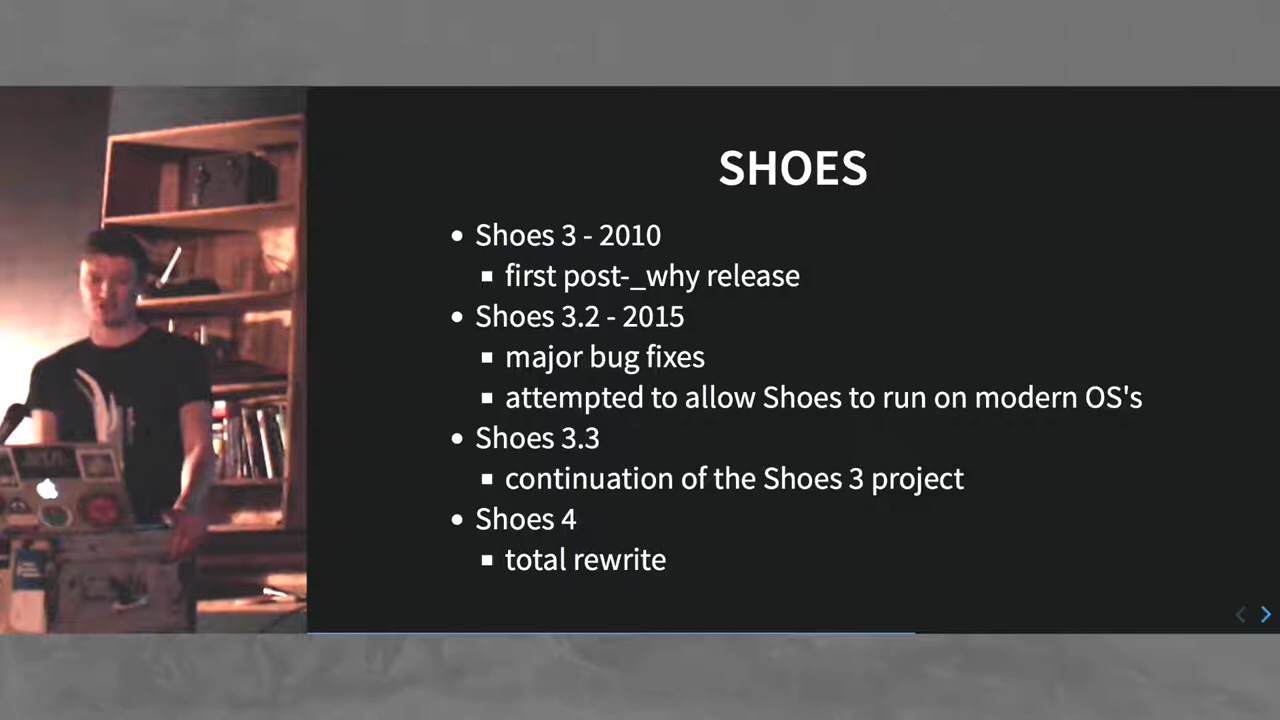 SHOES
• Shoes 3 - 2010
▪ first post-_why release
• Shoes 3.2 - 2015
▪ major bug fixes
▪ attempted to allow Shoes to run on modern OS's
• Shoes 3.3
▪ continuation of the Shoes 3 project
• Shoes 4
▪ total rewrite